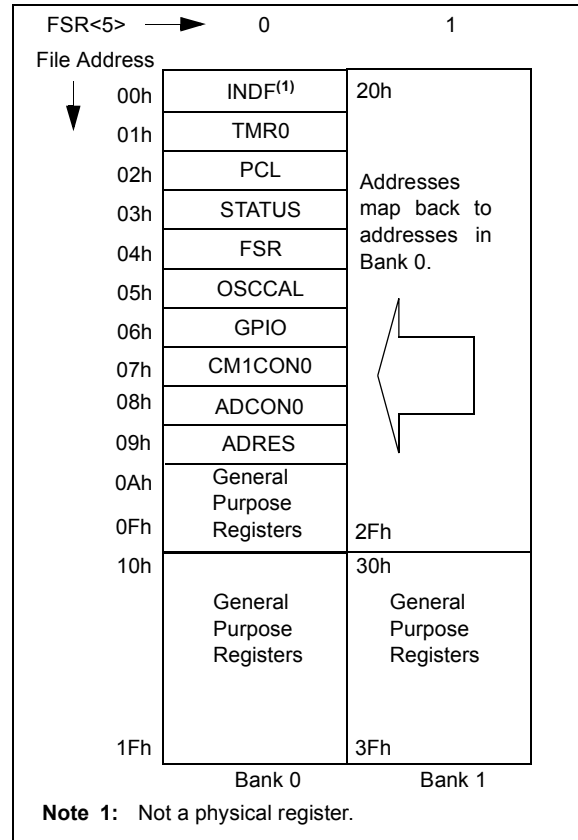 FSR<5> 0 1
File Address
00h INDF(1) 20h
01h TMR0
02h PCL
Addresses
map back to
addresses in
Bank 0.
03h STATUS
04h FSR
05h OSCCAL
06h GPIO
07h CM1CON0
08h ADCON0
09h ADRES
0Ah General
Purpose
0Fh Registers 2Fh
10h 30h
General General
Purpose Purpose
Registers Registers
1Fh 3Fh
Bank 0 Bank 1
Note 1: Not a physical register.